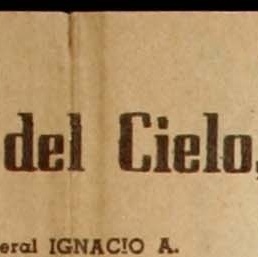 del Cielo,
eral IGNACIO A.